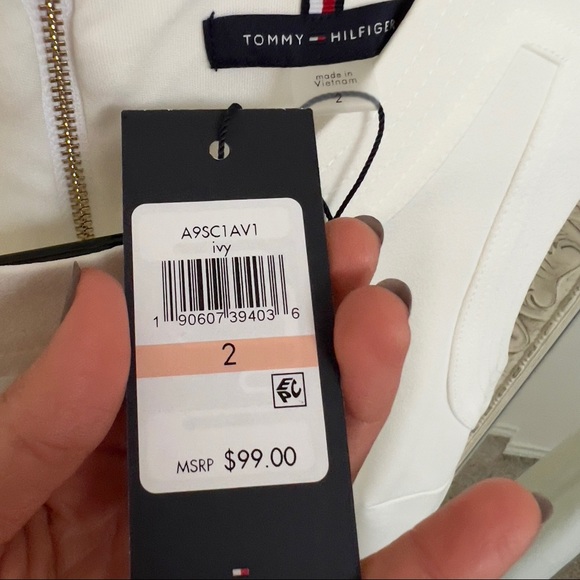 TOMMY HILFIGER
made in
Vietnam
2
A9SC1AV1
ivy
1 90607 39403 6
2
EPC
MSRP $99.00